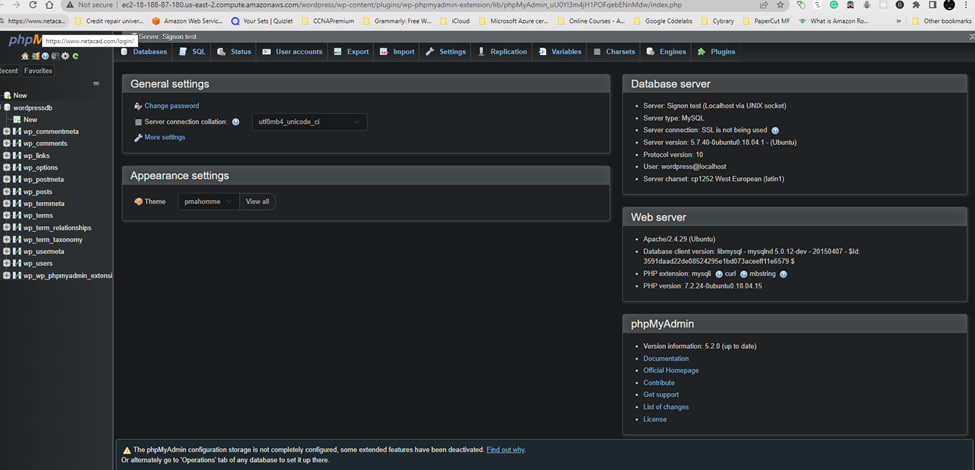 Not secure | ec2-18-188-87-180.us-east-2.compute.amazonaws.com/wordpress/wp-content/plugins/wp-phpmyadmin-extension/lib/phpMyAdmin_uU0YI3m4jH1POFqebENnMdw/index.php
https://www.netaca...
Credit repair univer...
Amazon Web Servic...
Your Sets | Quizlet
CCNAPremium
Grammarly: Free W...
iCloud
Microsoft Azure cer...
Online Courses - A...
Google Codelabs
Cybrary
PaperCut MF
What is Amazon Ro...
»
Other bookmarks
phpM
https://www.netacad.com/login/
Server: Signon test
Databases
SQL
Status
User accounts
Export
Import
Settings
Replication
Variables
Charsets
Engines
Plugins
Recent Favorites
New
wordpressdb
New
wp_commentmeta
wp_comments
wp_links
wp_options
wp_postmeta
wp_posts
wp_termmeta
wp_terms
wp_term_relationships
wp_term_taxonomy
wp_usermeta
wp_users
wp_wp_phpmyadmin_extensi
General settings
Change password
Server connection collation:
utf8mb4_unicode_ci
More settings
Appearance settings
Theme
pmahomme
View all
Database server
• Server: Signon test (Localhost via UNIX socket)
• Server type: MySQL
• Server connection: SSL is not being used
• Server version: 5.7.40-0ubuntu0.18.04.1 - (Ubuntu)
• Protocol version: 10
• User: wordpress@localhost
• Server charset: cp1252 West European (latin1)
Web server
• Apache/2.4.29 (Ubuntu)
• Database client version: libmysql - mysqlnd 5.0.12-dev - 20150407 - $Id:
3591daad22de08524295e1bd073aceeff11e6579 $
• PHP extension: mysqli curl mbstring
• PHP version: 7.2.24-0ubuntu0.18.04.15
phpMyAdmin
• Version information: 5.2.0 (up to date)
• Documentation
• Official Homepage
• Contribute
• Get support
• List of changes
• License
The phpMyAdmin configuration storage is not completely configured, some extended features have been deactivated. Find out why.
Or alternately go to 'Operations' tab of any database to set it up there.